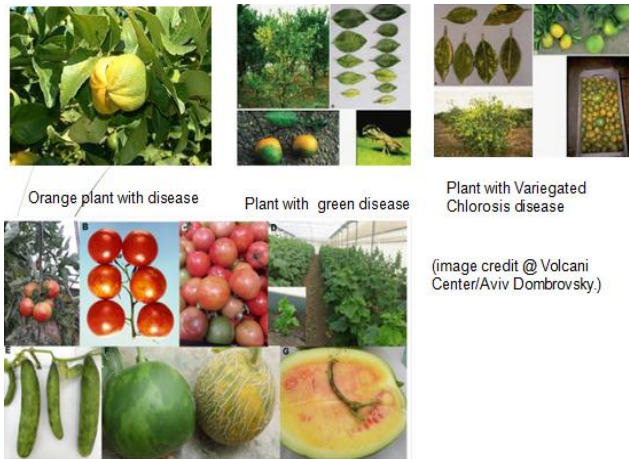 Orange plant with disease
Plant with green disease
Plant with Variegated
Chlorosis disease
(image credit @ Volcani
Center/Aviv Dombrovsky.)
B
C
D
E
F
G